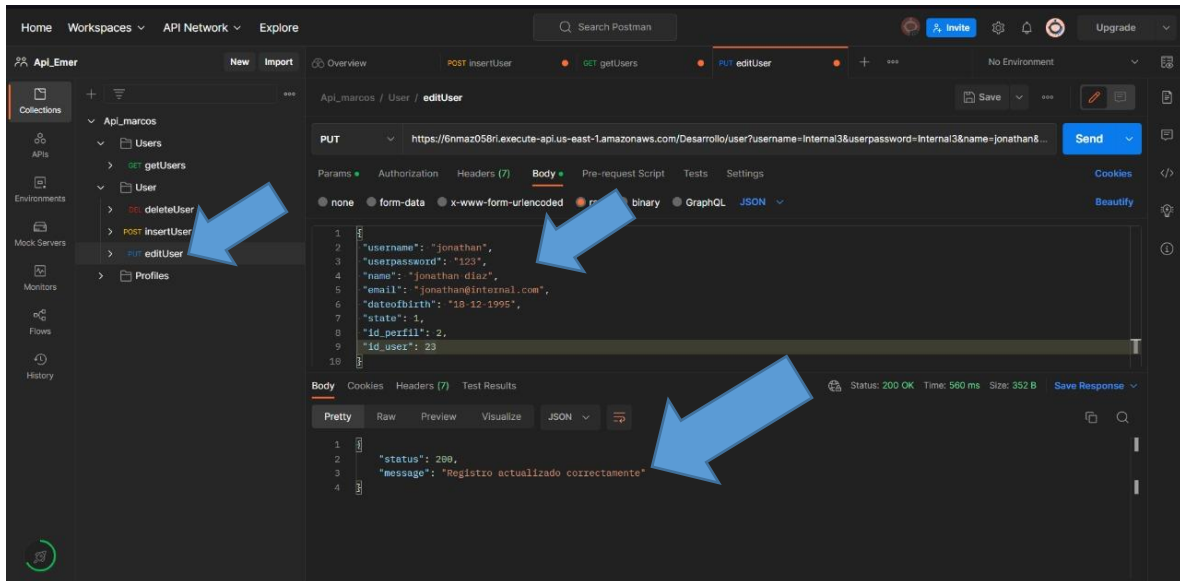 Home Workspaces API Network Explore Search Postman Invite Upgrade
Api_Emer New Import Overview POST insertUser GET getUsers PUT editUser No Environment
Collections
APIs
Environments
Mock Servers
Monitors
Flows
History
Api_marcos
Users
GET getUsers
User
DEL deleteUser
POST insertUser
PUT editUser
Profiles
Api_marcos / User / editUser Save
PUT https://6nmaz058ri.execute-api.us-east-1.amazonaws.com/Desarrollo/user?username=Internal3&userpassword=Internal3&name=jonathan&... Send
Params Authorization Headers (7) Body Pre-request Script Tests Settings Cookies
none form-data x-www-form-urlencoded binary GraphQL JSON Beautify
1 {
2 "username": "jonathan",
3 "userpassword": "123",
4 "name": "jonathan diaz",
5 "email": "jonathan@internal.com",
6 "dateofbirth": "18-12-1995",
7 "state": 1,
8 "id_perfil": 2,
9 "id_user": 23
10 }
Body Cookies Headers (7) Test Results Status: 200 OK Time: 560 ms Size: 352 B Save Response
Pretty Raw Preview Visualize JSON
1 {
2 "status": 200,
3 "message": "Registro actualizado correctamente"
4 }